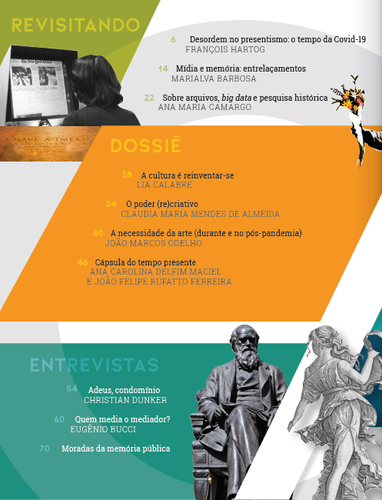 REVISITANDO
6 Desordem no presentismo: o tempo da Covid-19
FRANÇOIS HARTOG
14 Mídia e memória: entrelaçamentos
MARIALVA BARBOSA
22 Sobre arquivos, big data e pesquisa histórica
ANA MARIA CAMARGO
DOSSIÊ
28 A cultura é reinventar-se
LIA CALABRE
34 O poder (re)criativo
CLAUDIA MARIA MENDES DE ALMEIDA
40 A necessidade da arte (durante e no pós-pandemia)
JOÃO MARCOS COELHO
46 Cápsula do tempo presente
ANA CAROLINA DELFIM MACIEL
E JOÃO FELIPE RUFATTO FERREIRA
ENTREVISTAS
54 Adeus, condomínio
CHRISTIAN DUNKER
60 Quem media o mediador?
EUGÊNIO BUCCI
70 Moradas da memória pública